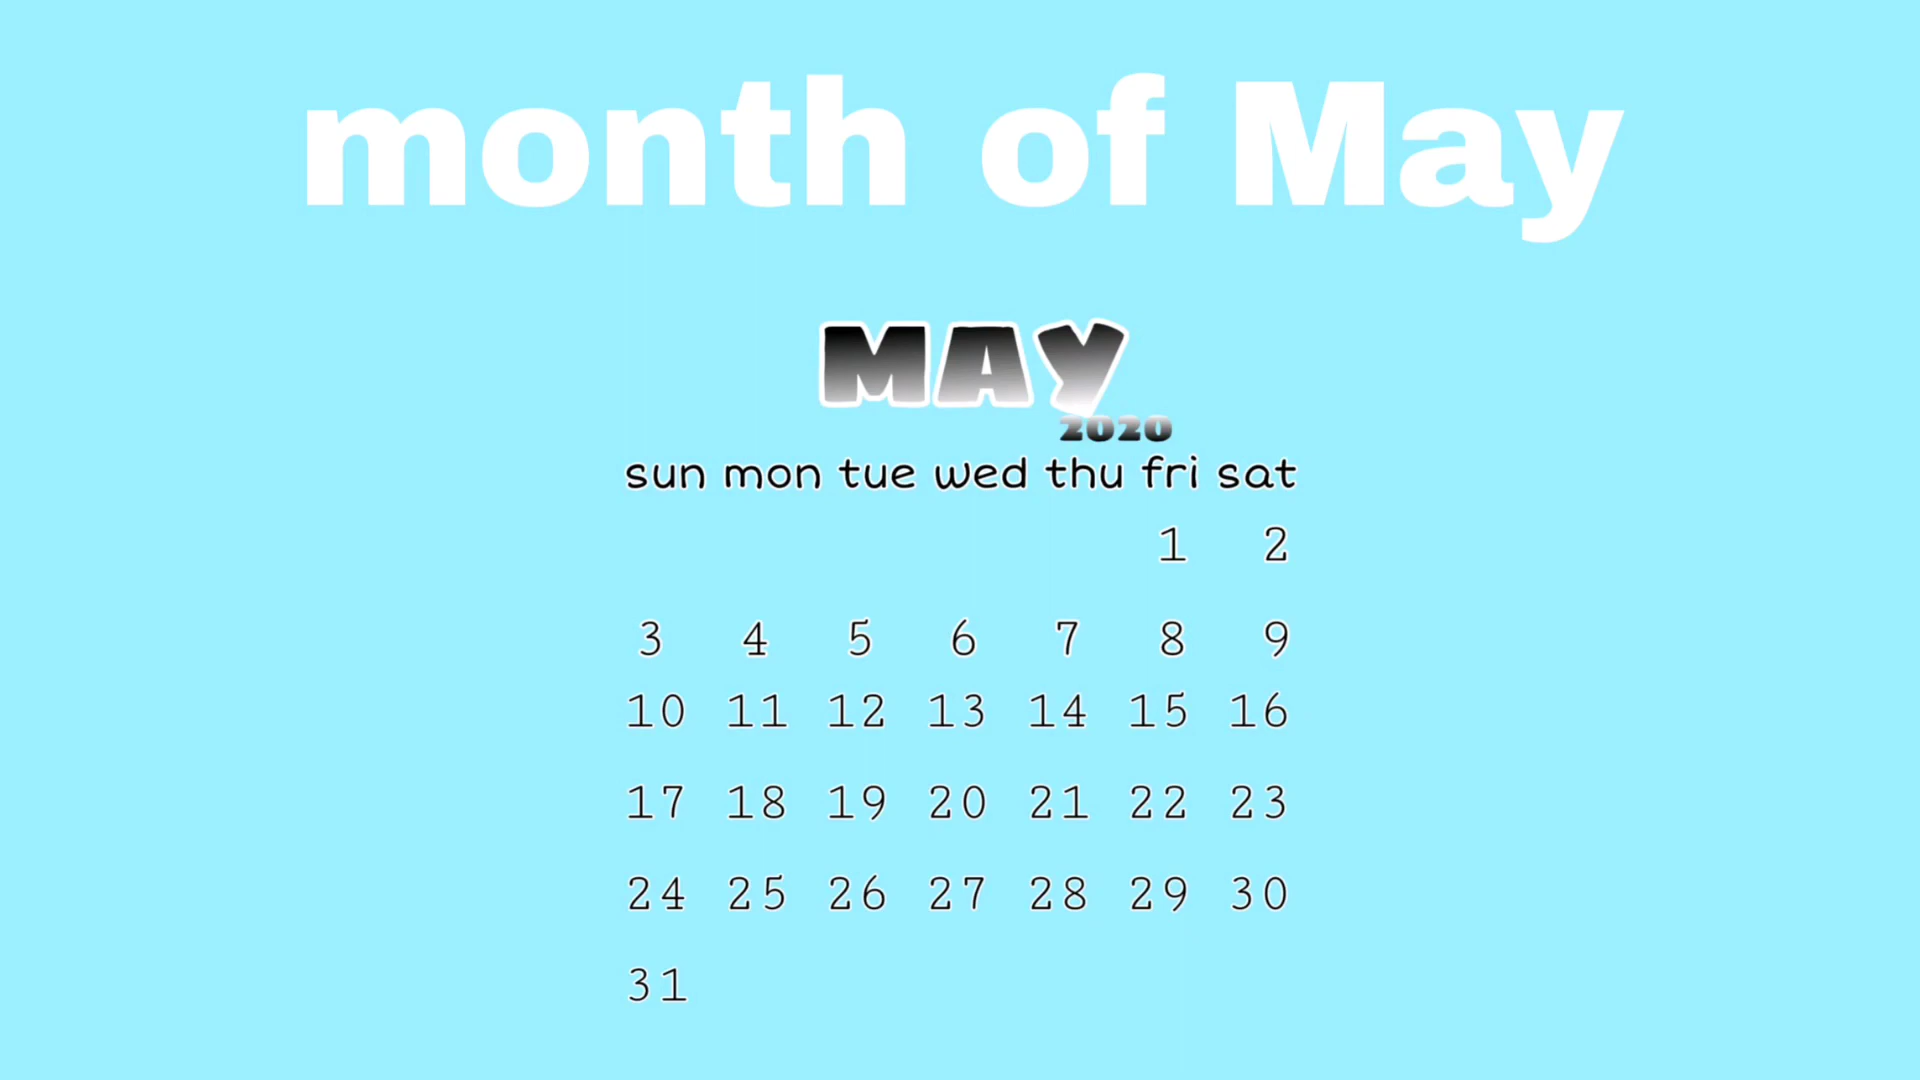 month of May
MAY
2020
sun mon tue wed thu fri sat
1 2
3 4 5 6 7 8 9
10 11 12 13 14 15 16
17 18 19 20 21 22 23
24 25 26 27 28 29 30
31